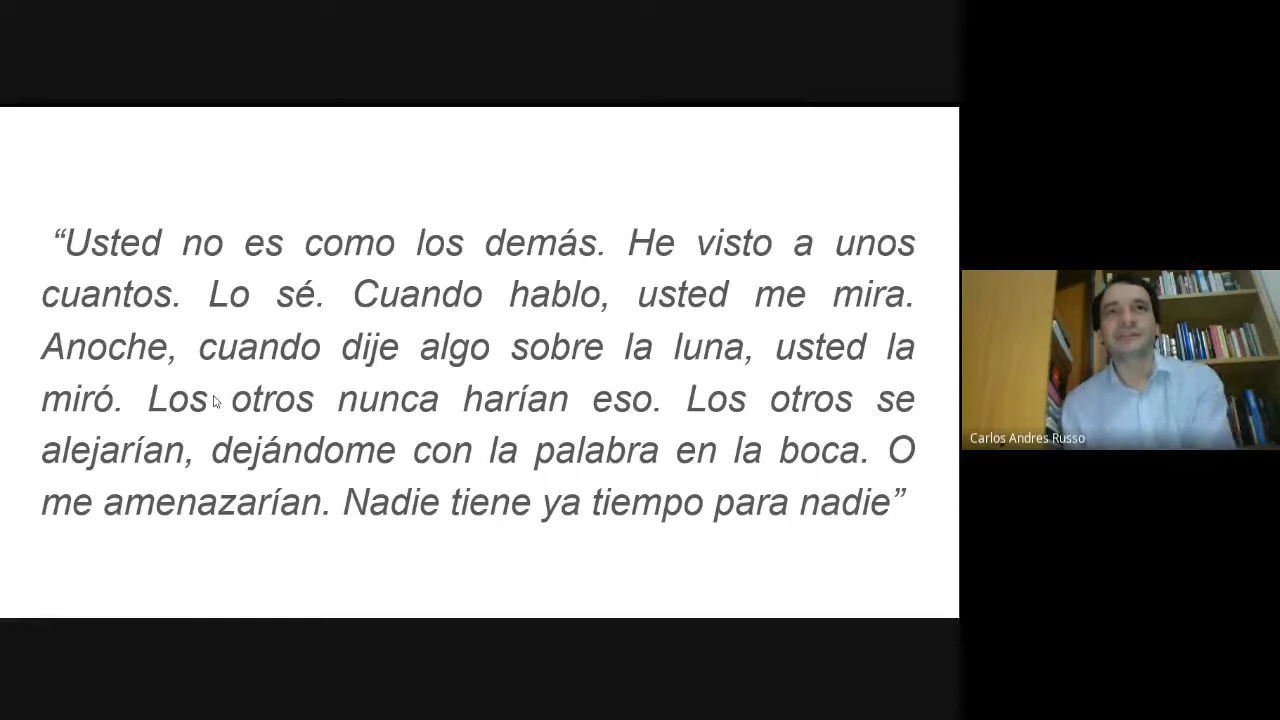 “Usted no es como los demás. He visto a unos
cuantos. Lo sé. Cuando hablo, usted me mira.
Anoche, cuando dije algo sobre la luna, usted la
miró. Los otros nunca harían eso. Los otros se
alejarían, dejándome con la palabra en la boca. O
me amenazarían. Nadie tiene ya tiempo para nadie”
Carlos Andres Russo